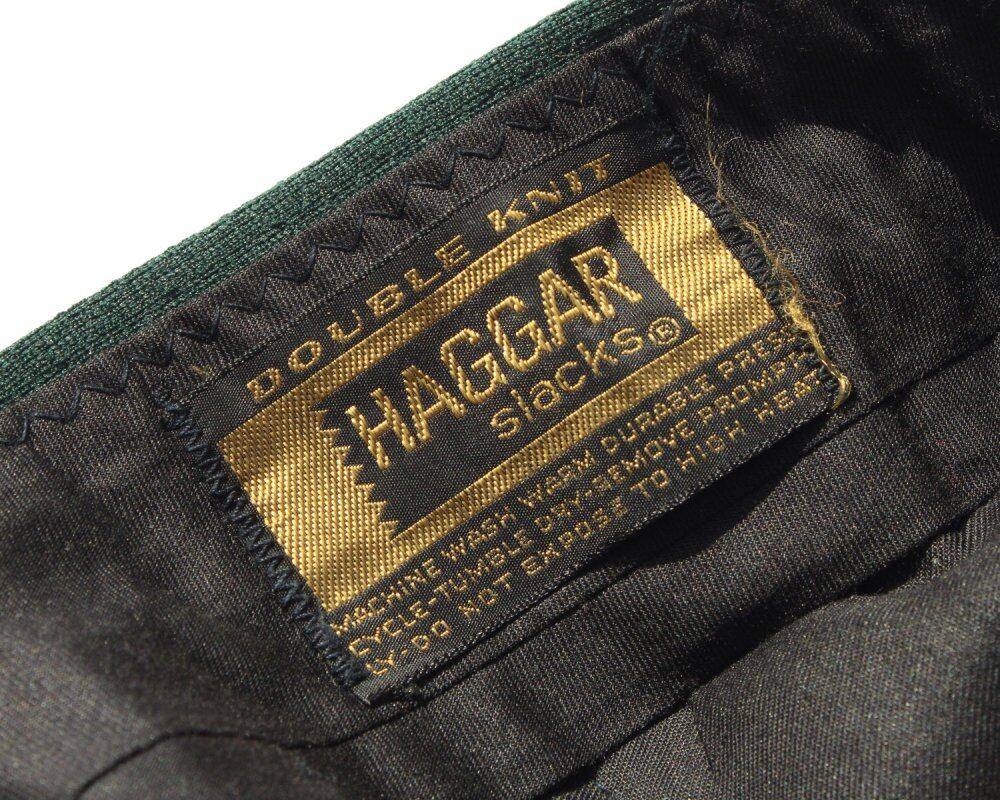 DOUBLE KNIT
HAGGAR
slacks®
MACHINE WASH WARM DURABLE PRESS
CYCLE-TUMBLE DRY-REMOVE PROMPT
LY-DO NOT EXPOSE TO HIGH HEAT